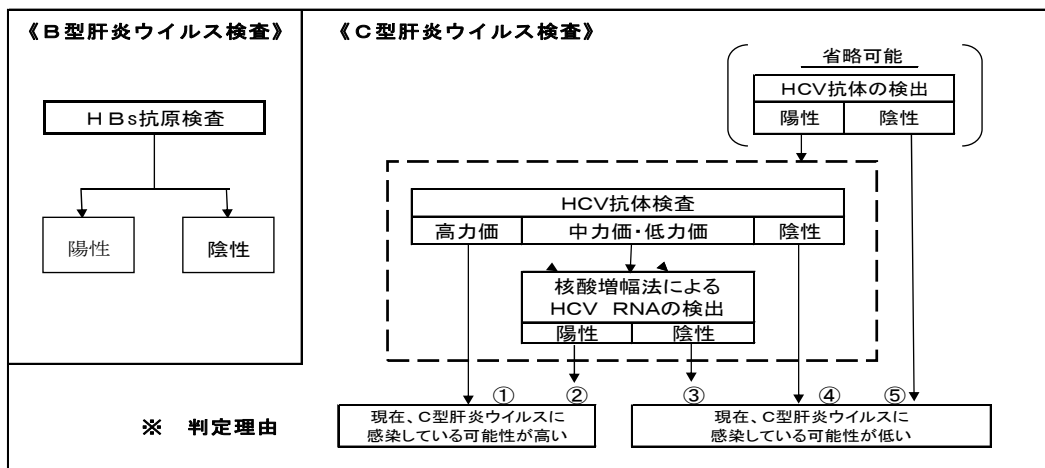 《B型肝炎ウイルス検査》
HBs抗原検査
陽性
陰性
《C型肝炎ウイルス検査》
省略可能
HCV抗体の検出
陽性
陰性
HCV抗体検査
高力価
中力価・低力価
陰性
核酸増幅法による
HCV RNAの検出
陽性
陰性
① ② ③ ④ ⑤
※ 判定理由
現在、C型肝炎ウイルスに
感染している可能性が高い
現在、C型肝炎ウイルスに
感染している可能性が低い